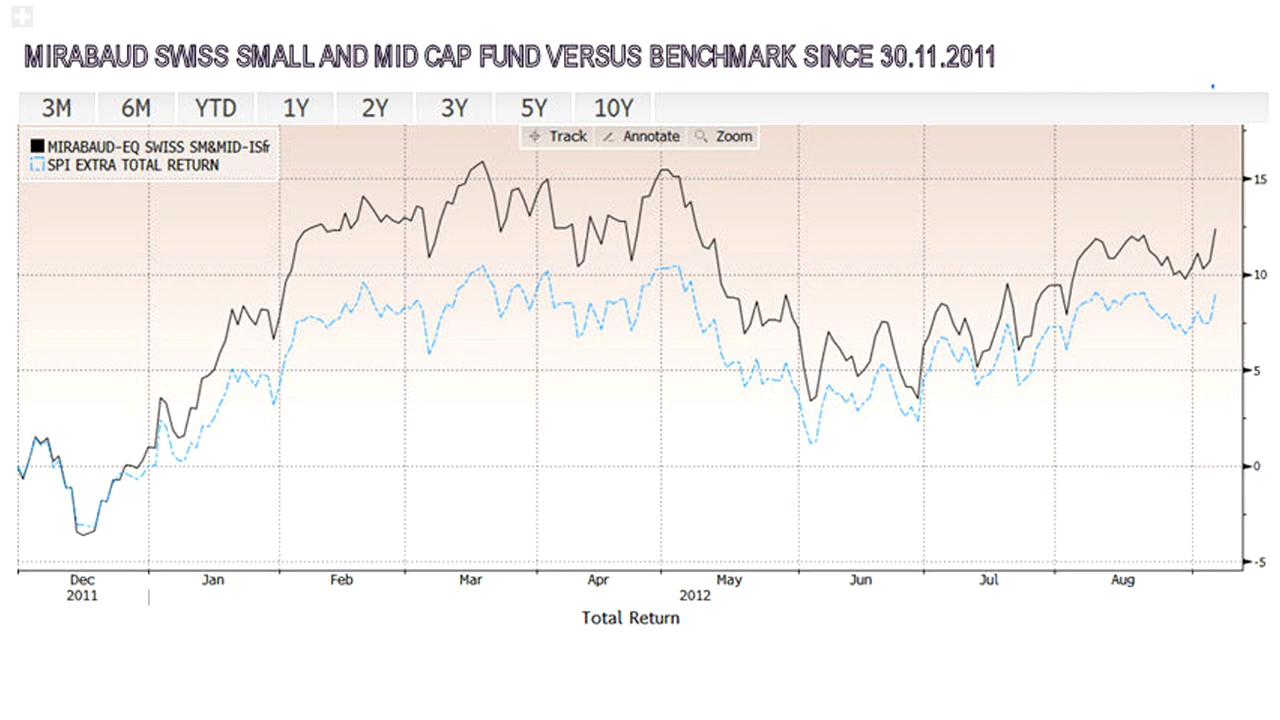 MIRABAUD SWISS SMALL AND MID CAP FUND VERSUS BENCHMARK SINCE 30.11.2011
3M 6M YTD 1Y 2Y 3Y 5Y 10Y
Track Annotate Zoom
MIRABAUD-EQ SWISS SM&MID-ISfr
SPI EXTRA TOTAL RETURN
15
10
5
0
-5
Dec Jan Feb Mar Apr May Jun Jul Aug
2011 2012
Total Return